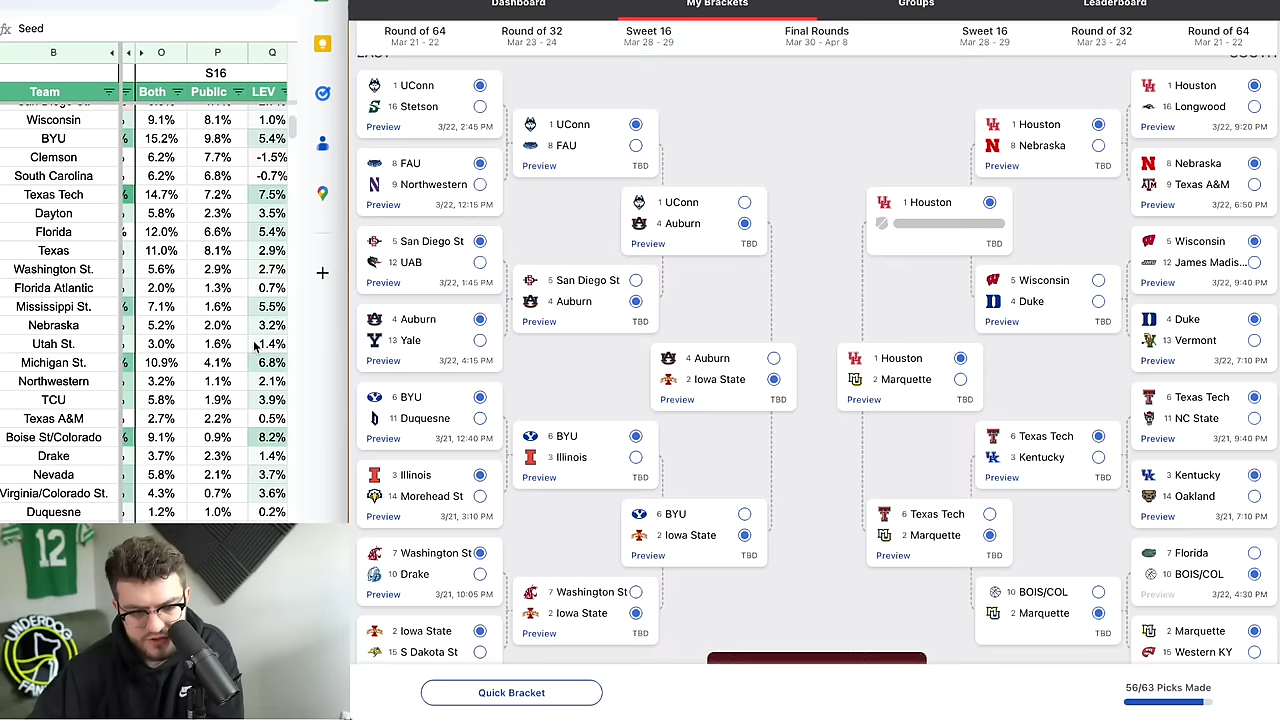 fx Seed
B O P Q
S16
Team Both Public LEV
Wisconsin 9.1% 8.1% 1.0%
BYU % 15.2% 9.8% 5.4%
Clemson 6.2% 7.7% -1.5%
South Carolina 6.2% 6.8% -0.7%
Texas Tech % 14.7% 7.2% 7.5%
Dayton 5.8% 2.3% 3.5%
Florida 12.0% 6.6% 5.4%
Texas 11.0% 8.1% 2.9%
Washington St. 5.6% 2.9% 2.7%
Florida Atlantic 2.0% 1.3% 0.7%
Mississippi St. 7.1% 1.6% 5.5%
Nebraska 5.2% 2.0% 3.2%
Utah St. 3.0% 1.6% 1.4%
Michigan St. 10.9% 4.1% 6.8%
Northwestern 3.2% 1.1% 2.1%
TCU 5.8% 1.9% 3.9%
Texas A&M 2.7% 2.2% 0.5%
Boise St/Colorado % 9.1% 0.9% 8.2%
Drake 3.7% 2.3% 1.4%
Nevada 5.8% 2.1% 3.7%
Virginia/Colorado St. 4.3% 0.7% 3.6%
Duquesne 1.2% 1.0% 0.2%
12
UNDERDOG
FAN
Dashboard My Brackets Groups Leaderboard
Round of 64 Round of 32 Sweet 16 Final Rounds Sweet 16 Round of 32 Round of 64
Mar 21 - 22 Mar 23 - 24 Mar 28 - 29 Mar 30 - Apr 8 Mar 28 - 29 Mar 23 - 24 Mar 21 - 22
1 UConn
16 Stetson
Preview 3/22, 2:45 PM
8 FAU
9 Northwestern
Preview 3/22, 12:15 PM
5 San Diego St
12 UAB
Preview 3/22, 1:45 PM
4 Auburn
13 Yale
Preview 3/22, 4:15 PM
6 BYU
11 Duquesne
Preview 3/21, 12:40 PM
3 Illinois
14 Morehead St
Preview 3/21, 3:10 PM
7 Washington St
10 Drake
Preview 3/21, 10:05 PM
2 Iowa State
15 S Dakota St
1 UConn
8 FAU
Preview TBD
5 San Diego St
4 Auburn
Preview TBD
6 BYU
3 Illinois
Preview TBD
7 Washington St
2 Iowa State
Preview TBD
1 UConn
4 Auburn
Preview TBD
6 BYU
2 Iowa State
Preview TBD
4 Auburn
2 Iowa State
Preview TBD
1 Houston
2 Marquette
Preview TBD
1 Houston
TBD
6 Texas Tech
2 Marquette
Preview TBD
1 Houston
8 Nebraska
Preview TBD
5 Wisconsin
4 Duke
Preview TBD
6 Texas Tech
3 Kentucky
Preview TBD
10 BOIS/COL
2 Marquette
TBD
1 Houston
16 Longwood
Preview 3/22, 9:20 PM
8 Nebraska
9 Texas A&M
Preview 3/22, 6:50 PM
5 Wisconsin
12 James Madis...
Preview 3/22, 9:40 PM
4 Duke
13 Vermont
Preview 3/22, 7:10 PM
6 Texas Tech
11 NC State
Preview 3/21, 9:40 PM
3 Kentucky
14 Oakland
Preview 3/21, 7:10 PM
7 Florida
10 BOIS/COL
Preview 3/22, 4:30 PM
2 Marquette
15 Western KY
Quick Bracket
56/63 Picks Made